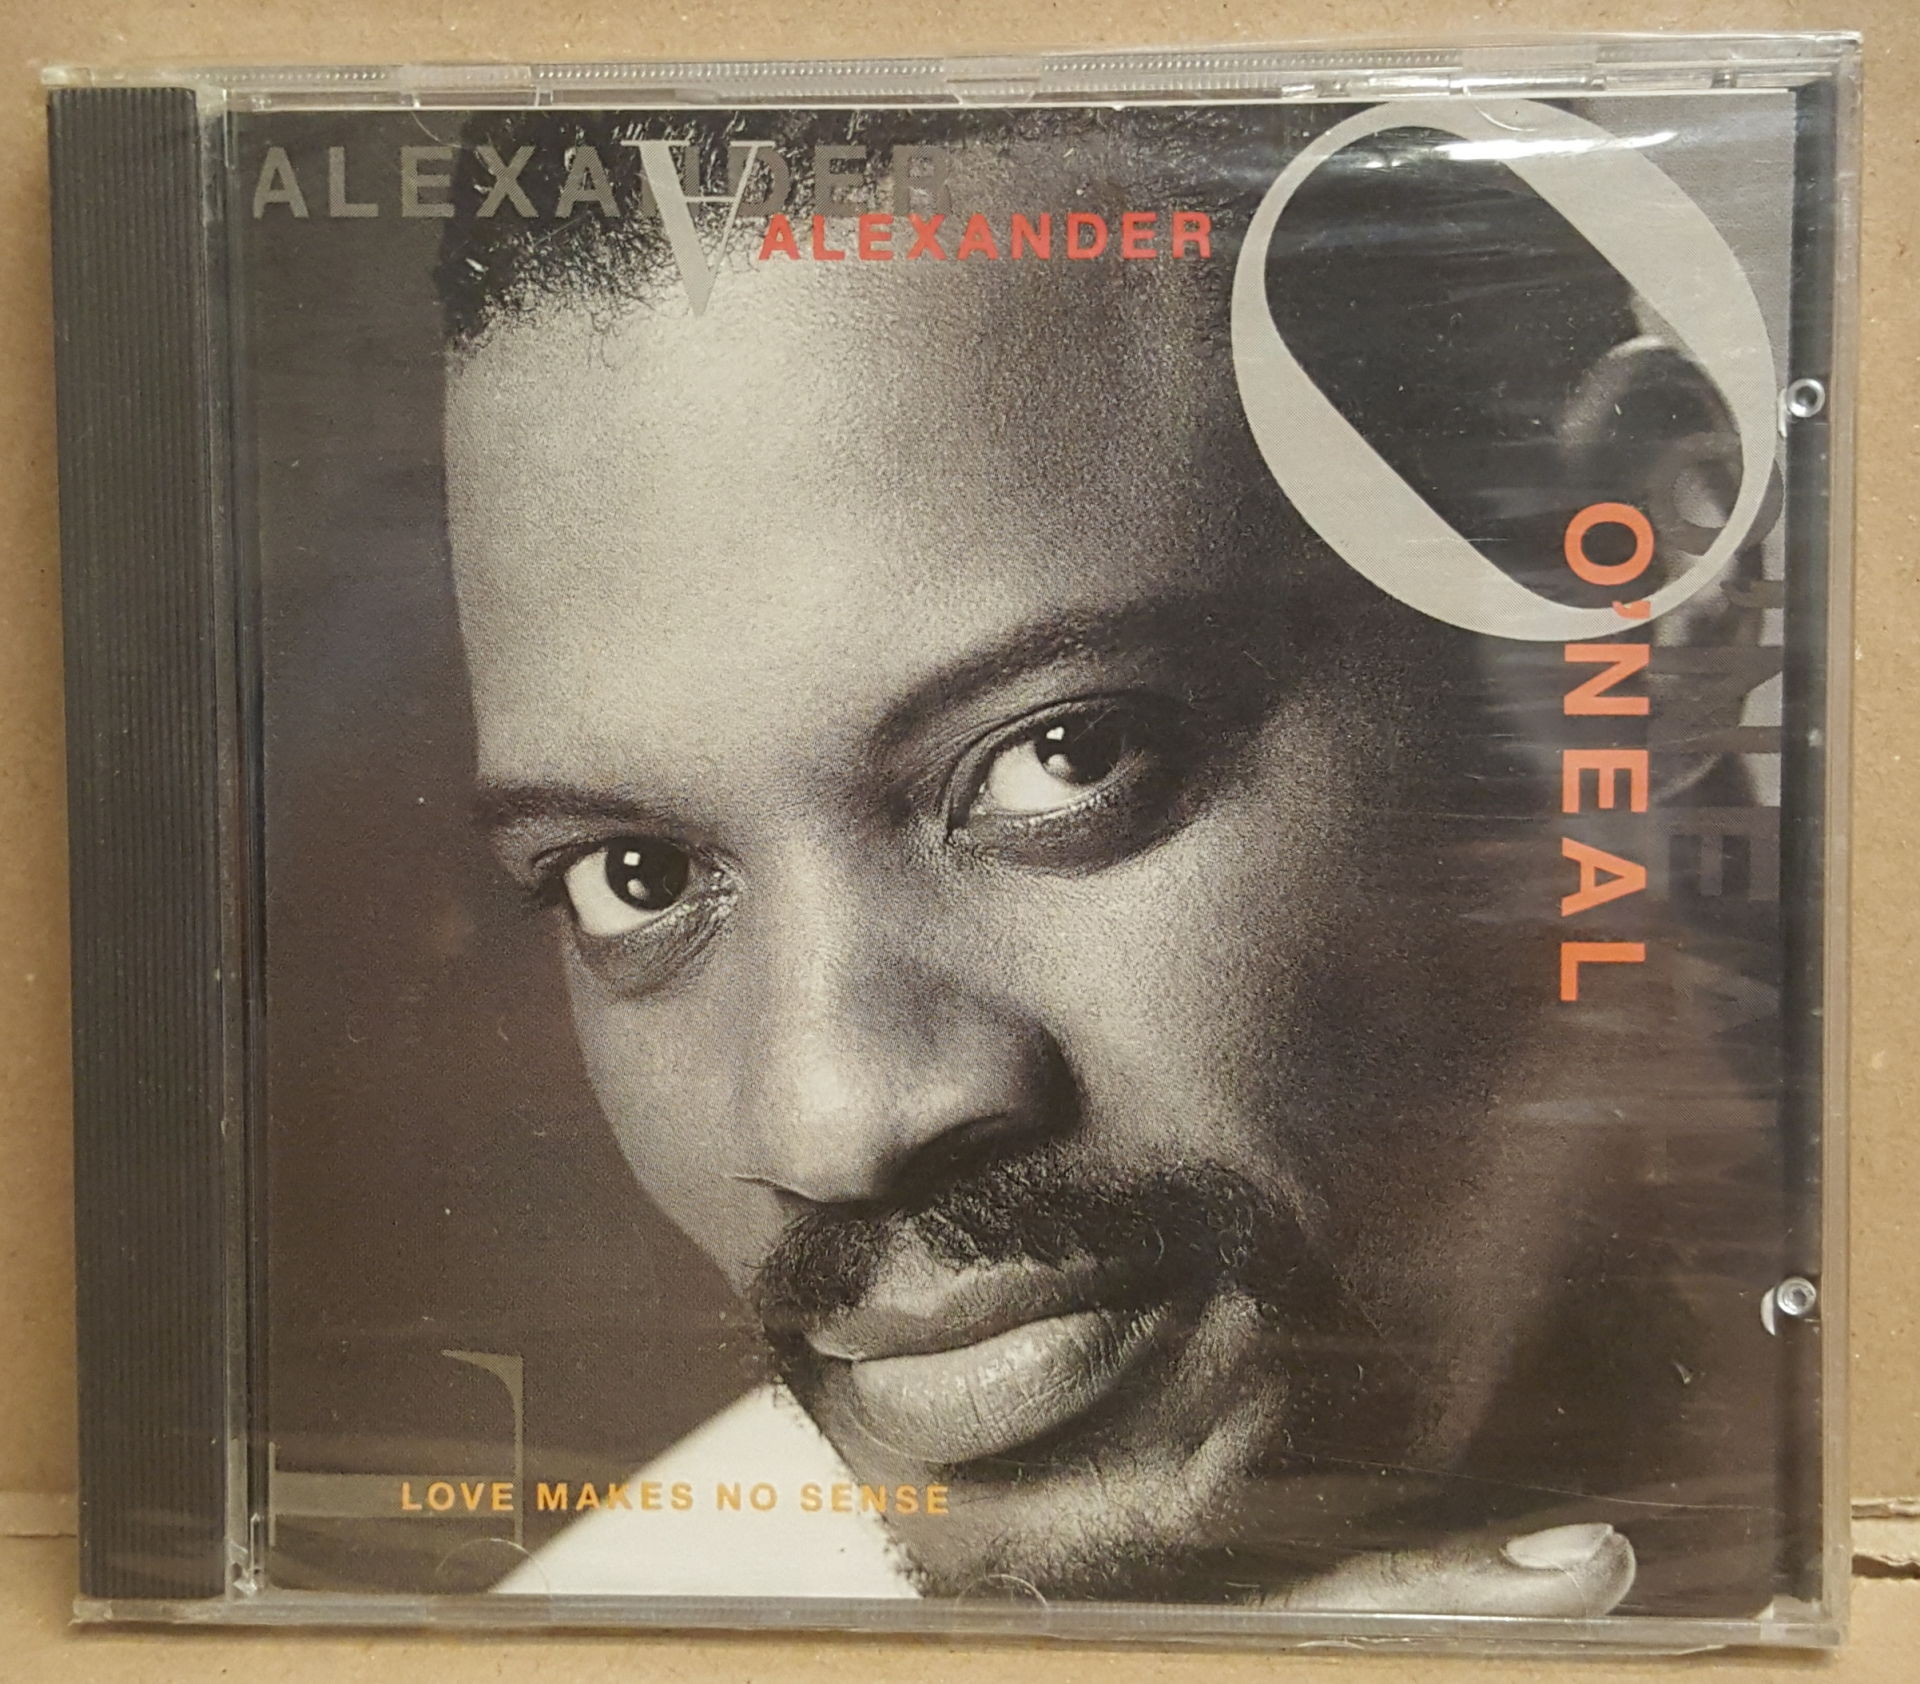 ALEXANDER
ALEXANDER
O
O'NEAL
LOVE MAKES NO SENSE